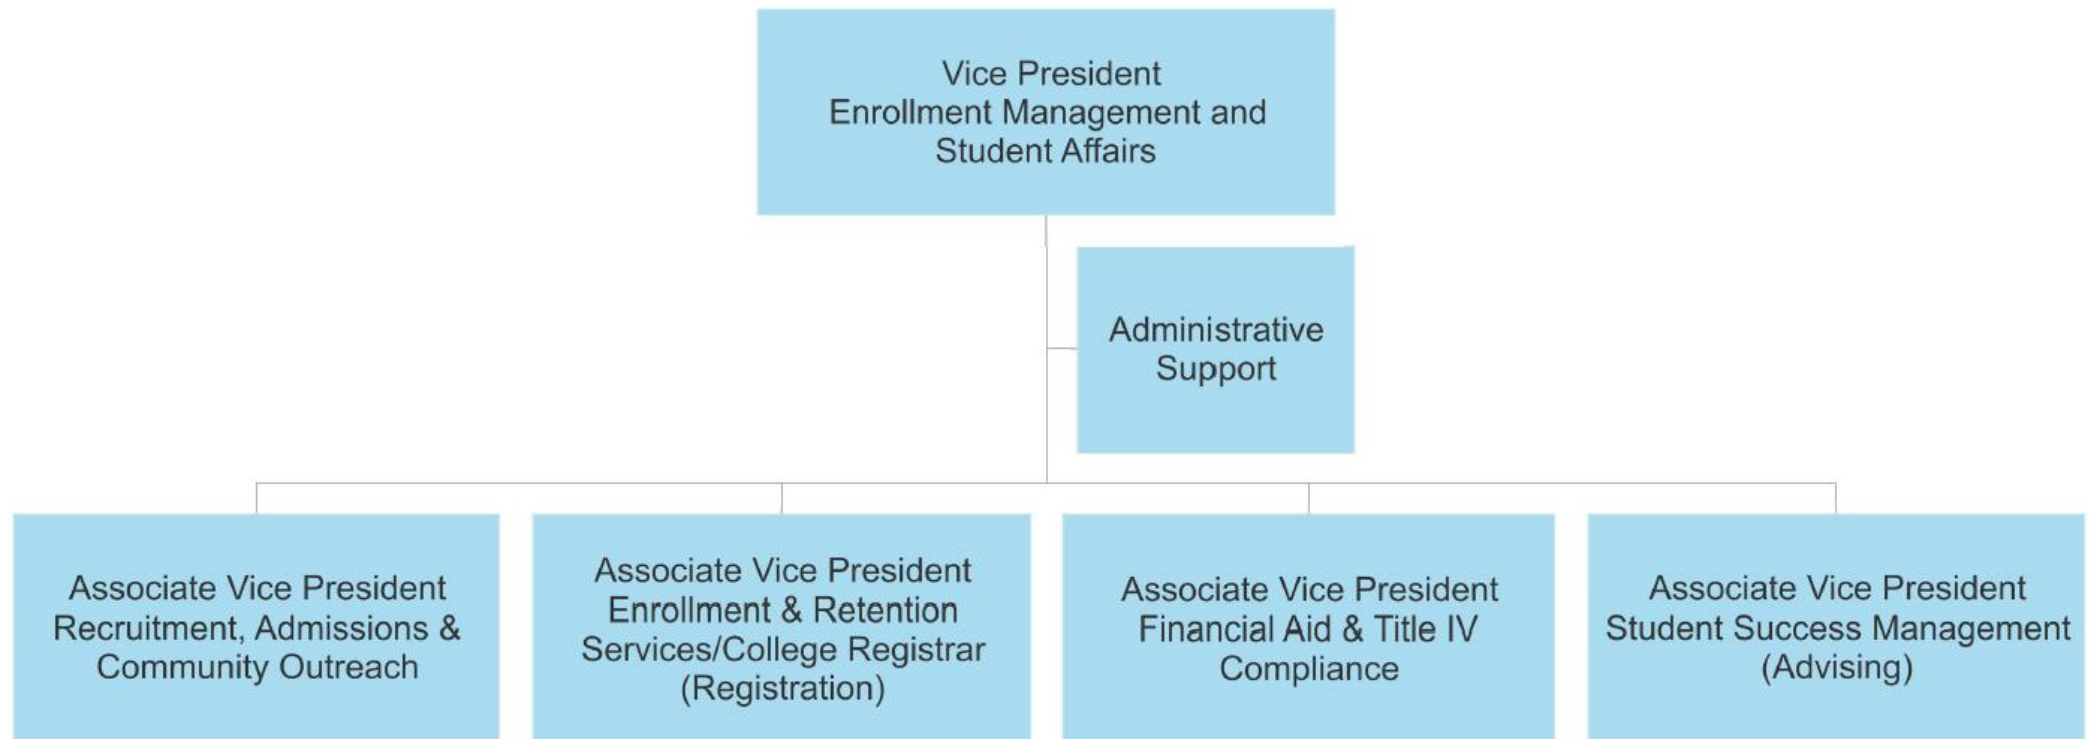 Vice President
Enrollment Management and
Student Affairs
Administrative
Support
Associate Vice President
Recruitment, Admissions &
Community Outreach
Associate Vice President
Enrollment & Retention
Services/College Registrar
(Registration)
Associate Vice President
Financial Aid & Title IV
Compliance
Associate Vice President
Student Success Management
(Advising)